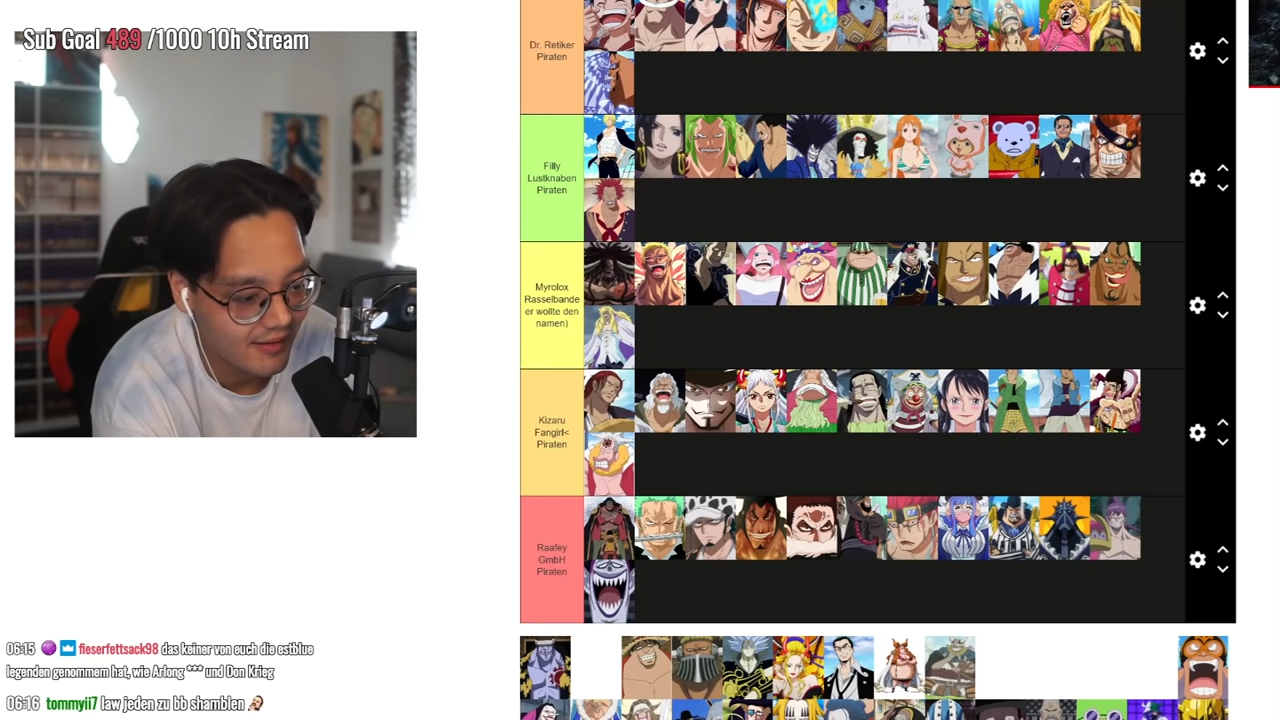 Sub Goal 489 /1000 10h Stream
Dr. Retiker
Piraten
Filly
Lustknaben
Piraten
Myrolox
Rasselbande
er wollte den
namen)
Kizaru
Fangirl<
Piraten
Raafey
GmbH
Piraten
06:15 fieserfettsack98 das keiner von euch die estblue
legenden genommem hat, wie Arlong *** und Don Krieg
06:16 tommyii7 law jeden zu bb shamblen